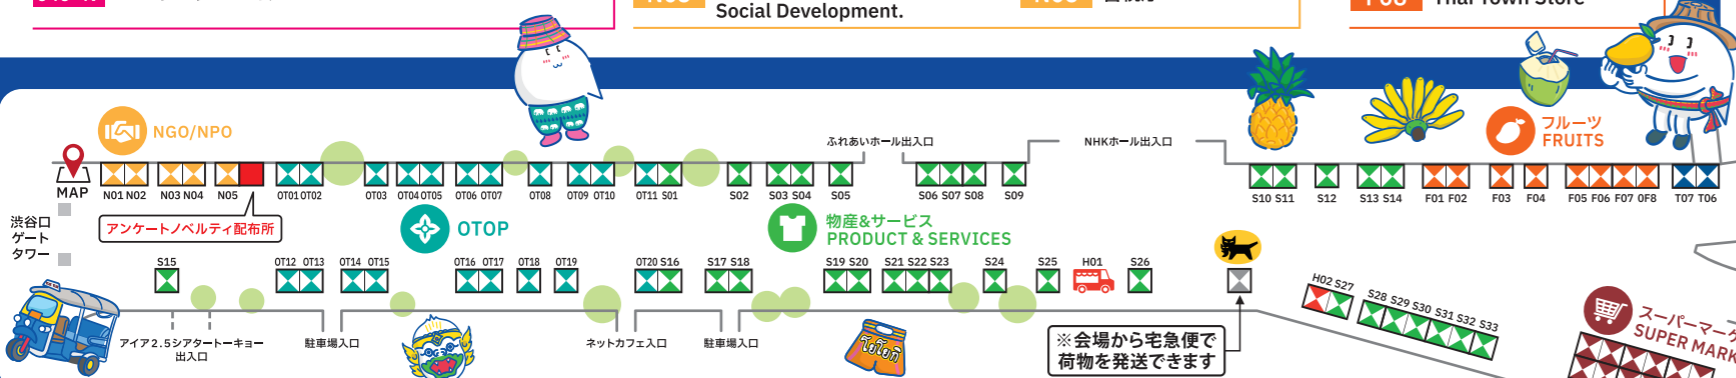 Social Development.
NGO/NPO
MAP
N01 N02
N03 N04
N05
OT01 OT02
OT03
OT04 OT05
OT06 OT07
OT08
OT09 OT10
OT11 S01
S02
S03 S04
S05
ふれあいホール出入口
S06 S07 S08
S09
NHKホール出入口
S10 S11
S12
S13 S14
F01 F02
F03
F04
F05 F06 F07 0F8
T07 T06
フルーツ
FRUITS
渋谷口
ゲート
タワー
アンケートノベルティ配布所
OTOP
物産&サービス
PRODUCT & SERVICES
S15
OT12 OT13
OT14 OT15
OT16 OT17
OT18
OT19
OT20 S16
S17 S18
S19 S20
S21 S22 S23
S24
S25
H01
S26
H02 S27
S28 S29 S30 S31 S32 S33
アイア2.5シアタートーキョー
出入口
駐車場入口
ネットカフェ入口
駐車場入口
โยโยกิ
※会場から宅急便で
荷物を発送できます
スーパーマー
SUPER MARK